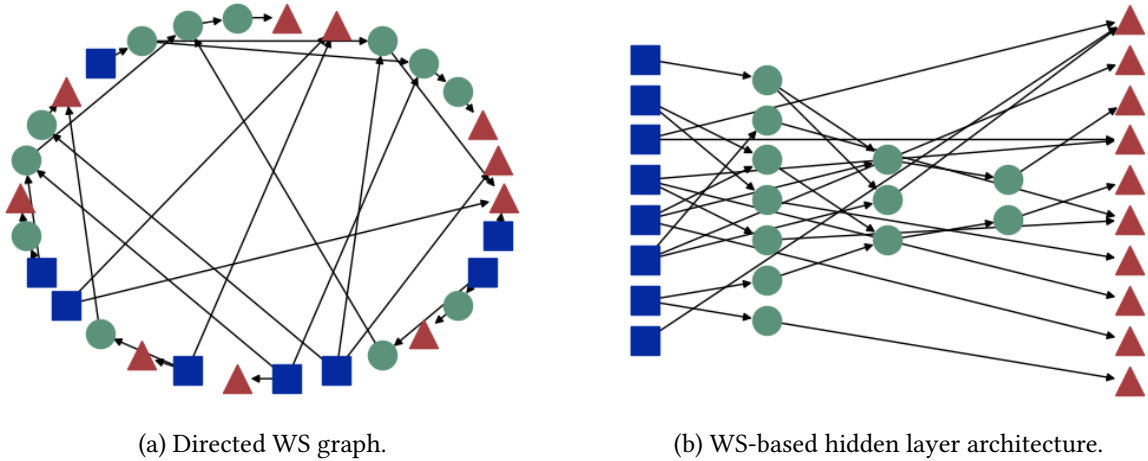 (a) Directed WS graph.
(b) WS-based hidden layer architecture.